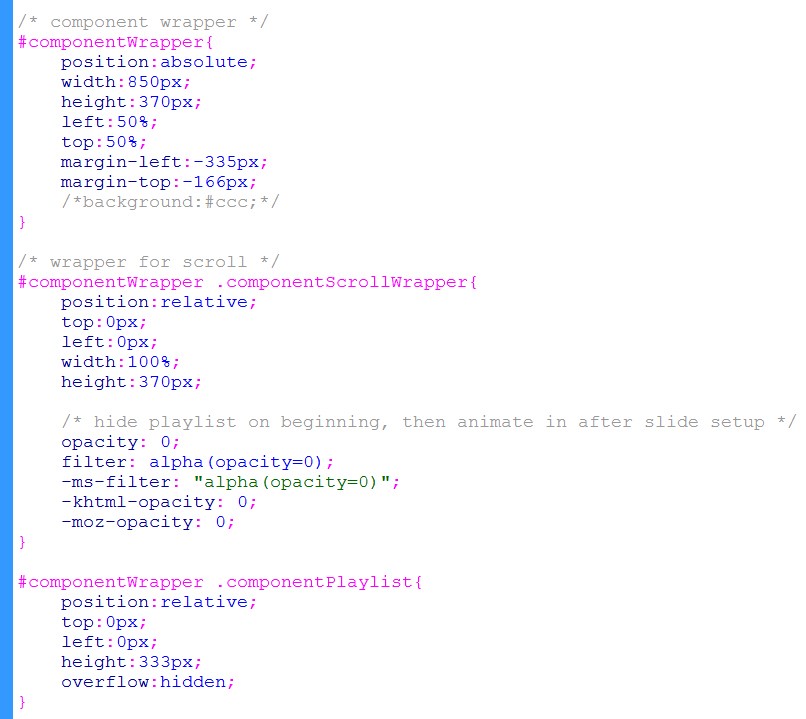 /* component wrapper */
#componentWrapper{
    position:absolute;
    width:850px;
    height:370px;
    left:50%;
    top:50%;
    margin-left:-335px;
    margin-top:-166px;
    /*background:#ccc;*/
}

/* wrapper for scroll */
#componentWrapper .componentScrollWrapper{
    position:relative;
    top:0px;
    left:0px;
    width:100%;
    height:370px;

    /* hide playlist on beginning, then animate in after slide setup */
    opacity: 0;
    filter: alpha(opacity=0);
    -ms-filter: "alpha(opacity=0)";
    -khtml-opacity: 0;
    -moz-opacity: 0;
}

#componentWrapper .componentPlaylist{
    position:relative;
    top:0px;
    left:0px;
    height:333px;
    overflow:hidden;
}